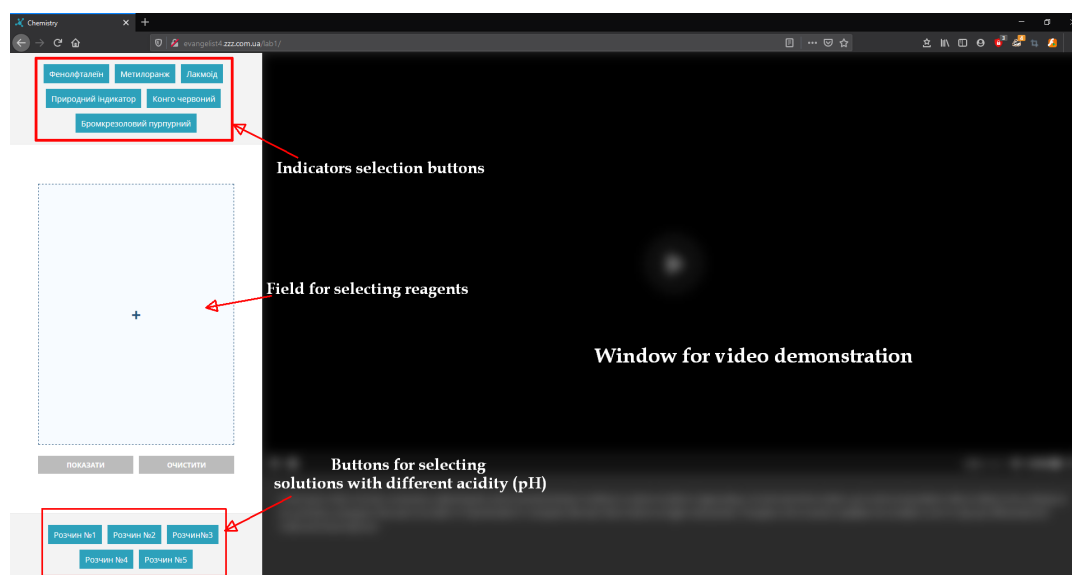 Chemistry
evangelist4.zzz.com.ua/lab1/
Фенолфталеїн Метилоранж Лакмоїд
Природний індикатор Конго червоний
Бромкрезоловий пурпурний
Indicators selection buttons
Field for selecting reagents
+
Window for video demonstration
ПОКАЗАТИ ОЧИСТИТИ
Buttons for selecting
solutions with different acidity (pH)
Розчин №1 Розчин №2 Розчин№3
Розчин №4 Розчин №5